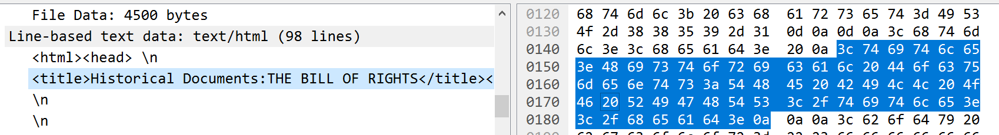 File Data: 4500 bytes
Line-based text data: text/html (98 lines)
<html><head> \n
<title>Historical Documents:THE BILL OF RIGHTS</title><
\n
\n
0120 68 74 6d 6c 3b 20 63 68 61 72 73 65 74 3d 49 53
0130 4f 2d 38 38 35 39 2d 31 0d 0a 0d 0a 3c 68 74 6d
0140 6c 3e 3c 68 65 61 64 3e 20 0a 3c 74 69 74 6c 65
0150 3e 48 69 73 74 6f 72 69 63 61 6c 20 44 6f 63 75
0160 6d 65 6e 74 73 3a 54 48 45 20 42 49 4c 4c 20 4f
0170 46 20 52 49 47 48 54 53 3c 2f 74 69 74 6c 65 3e
0180 3c 2f 68 65 61 64 3e 0a 0a 0a 3c 62 6f 64 79 20